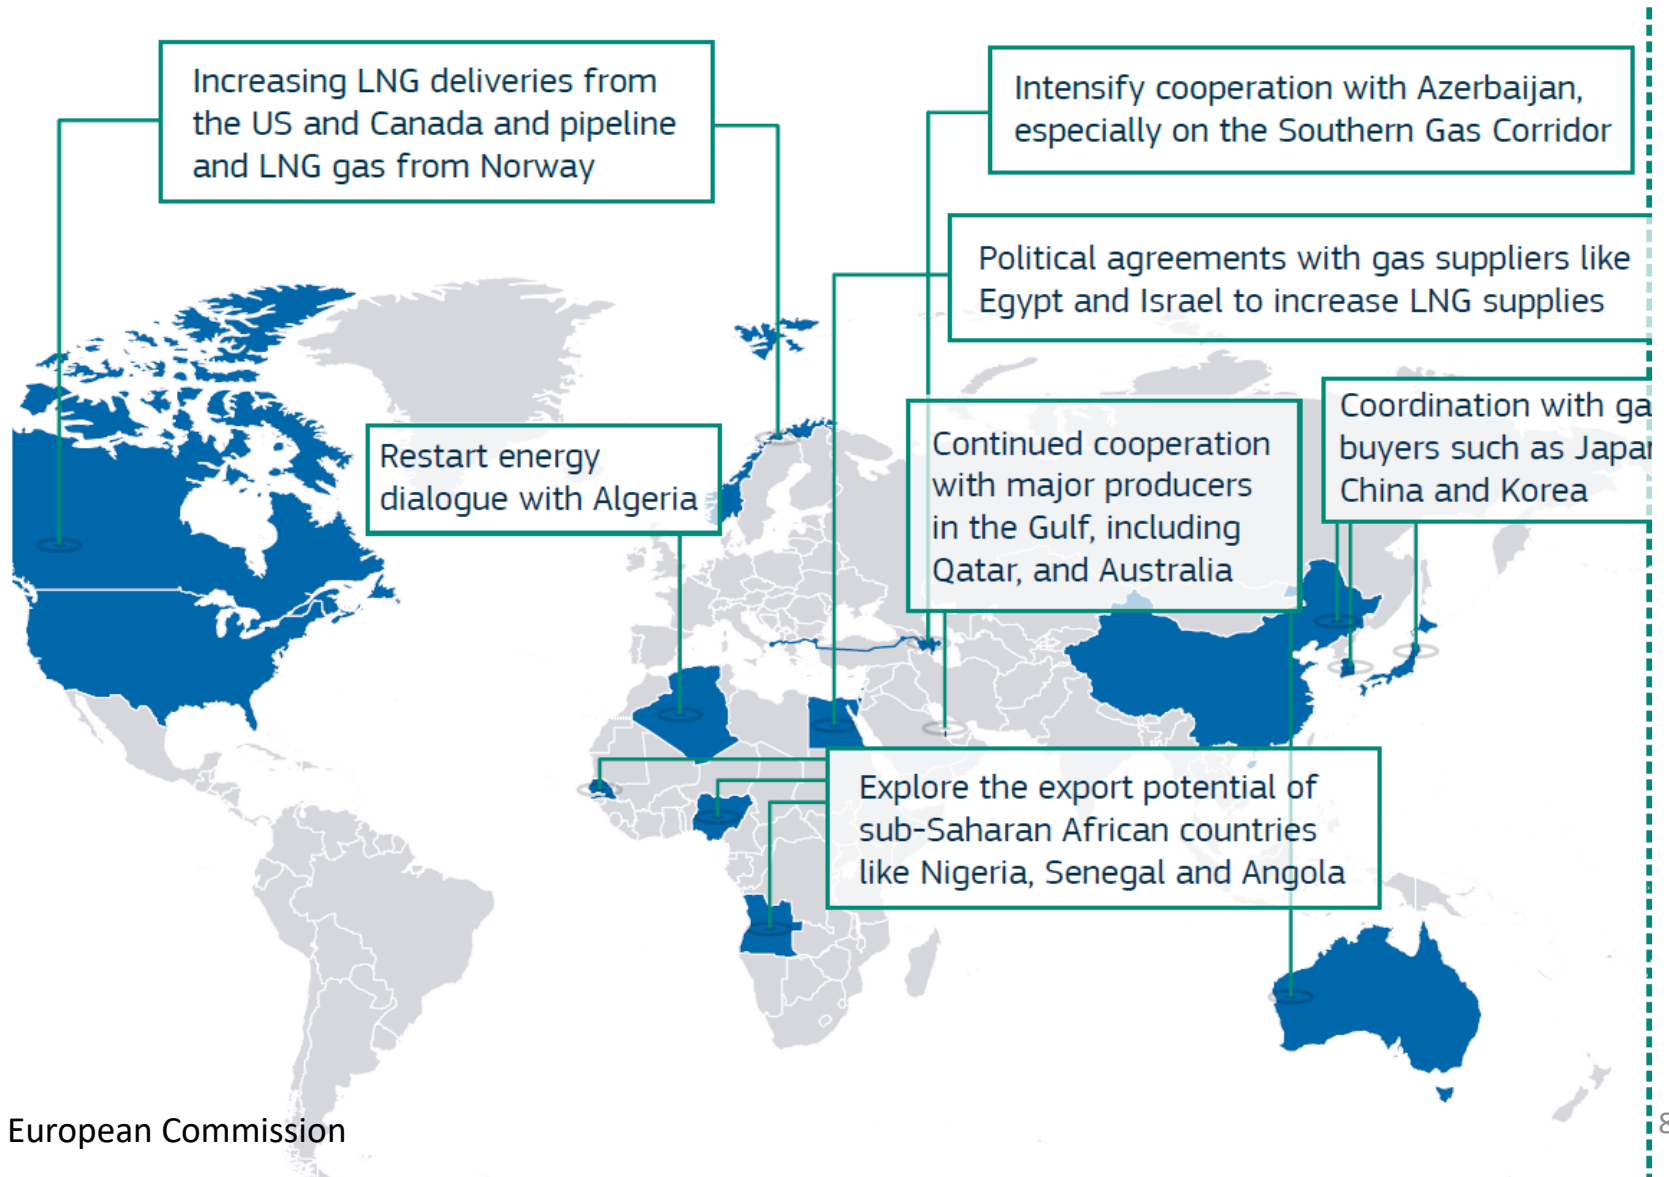 Increasing LNG deliveries from
the US and Canada and pipeline
and LNG gas from Norway
Intensify cooperation with Azerbaijan,
especially on the Southern Gas Corridor
Political agreements with gas suppliers like
Egypt and Israel to increase LNG supplies
Restart energy
dialogue with Algeria
Continued cooperation
with major producers
in the Gulf, including
Qatar, and Australia
Coordination with
buyers such as
China and Korea
Explore the export potential of
sub-Saharan African countries
like Nigeria, Senegal and Angola
European Commission